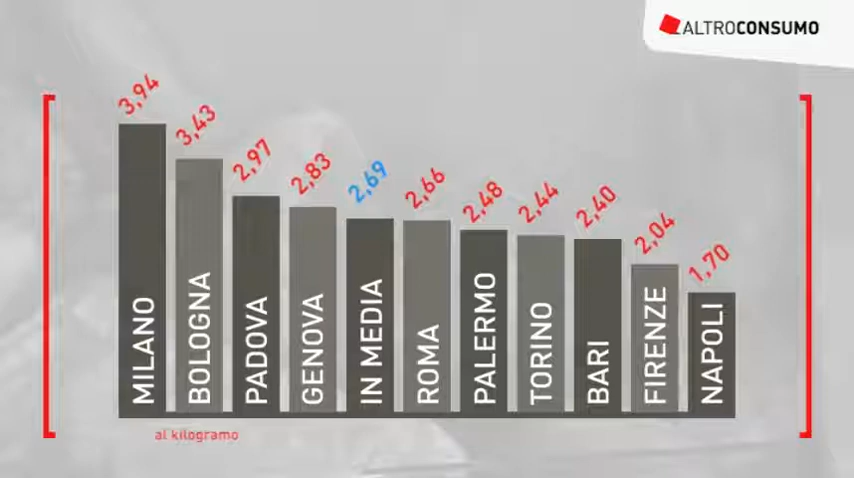 ALTROCONSUMO
3,94
3,43
2,97
2,83
2,69
2,66
2,48
2,44
2,40
2,04
1,70
MILANO
BOLOGNA
PADOVA
GENOVA
IN MEDIA
ROMA
PALERMO
TORINO
BARI
FIRENZE
NAPOLI
al kilogramo